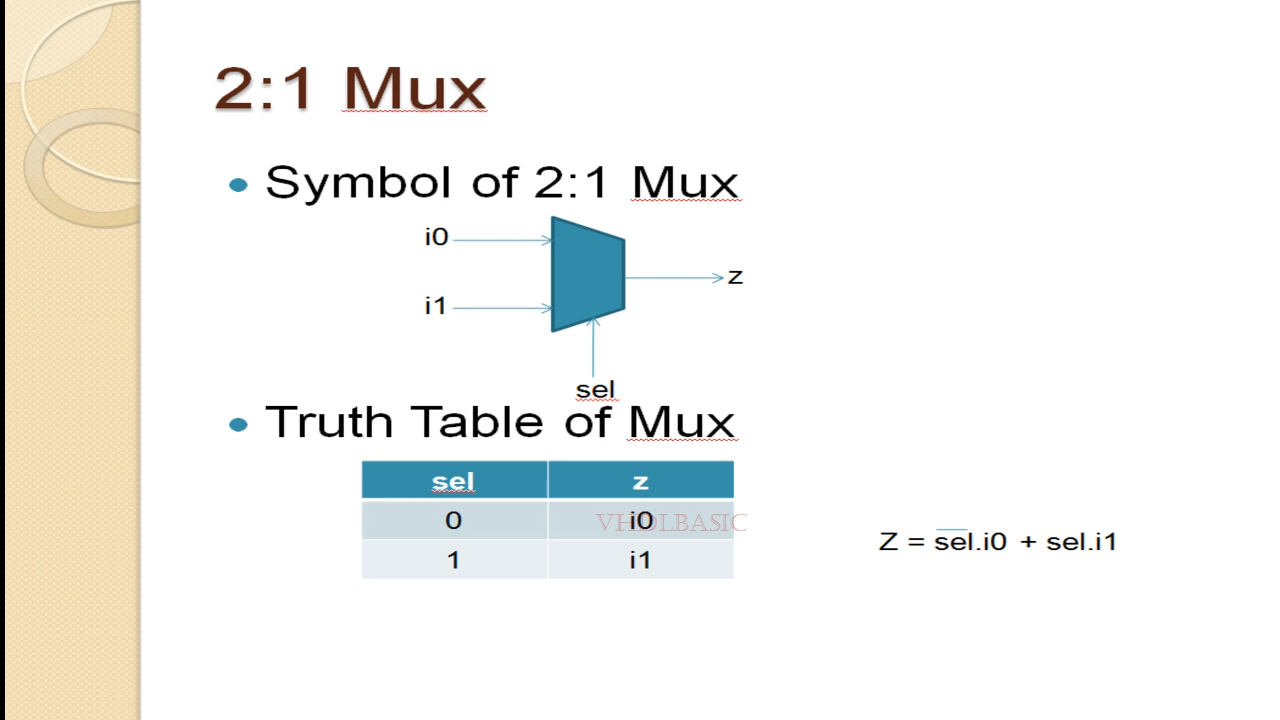 2:1 Mux
Symbol of 2:1 Mux
i0
z
i1
sel
Truth Table of Mux
sel z
0 i0
VHDLBASIC
1 i1
Z = s̅e̅l̅.i0 + sel.i1